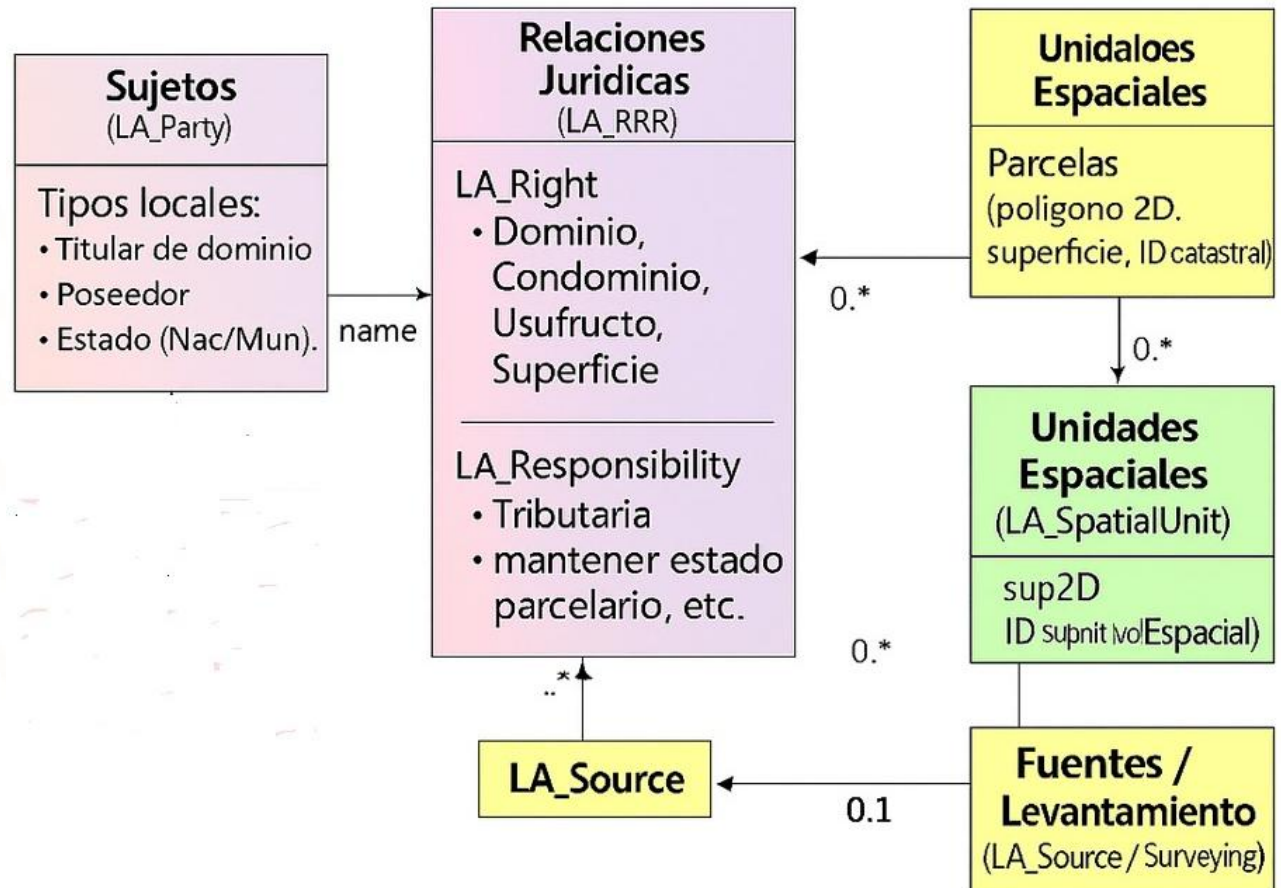 Sujetos
(LA_Party)
Tipos locales:
• Titular de dominio
• Poseedor
• Estado (Nac/Mun).
name
Relaciones
Juridicas
(LA_RRR)
LA_Right
• Dominio,
Condominio,
Usufructo,
Superficie
LA_Responsibility
• Tributaria
• mantener estado
parcelario, etc.
..*
LA_Source
0.1
Unidaloes
Espaciales
Parcelas
(poligono 2D.
superficie, ID catastral)
0.*
0.*
Unidades
Espaciales
(LA_SpatialUnit)
sup2D
ID Espacial)
0.*
Fuentes /
Levantamiento
(LA_Source / Surveying)